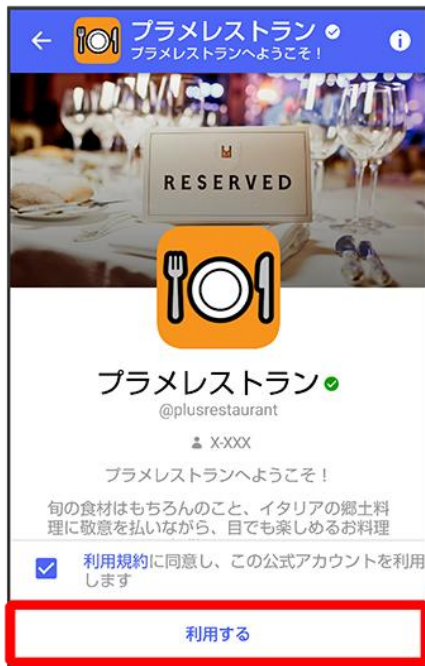 プラメレストラン
プラメレストランへようこそ！
RESERVED
プラメレストラン
@plusrestaurant
X-XXX
プラメレストランへようこそ！
旬の食材はもちろんのこと、イタリアの郷土料
理に敬意を払いながら、目でも楽しめるお料理
利用規約に同意し、この公式アカウントを利用
します
利用する